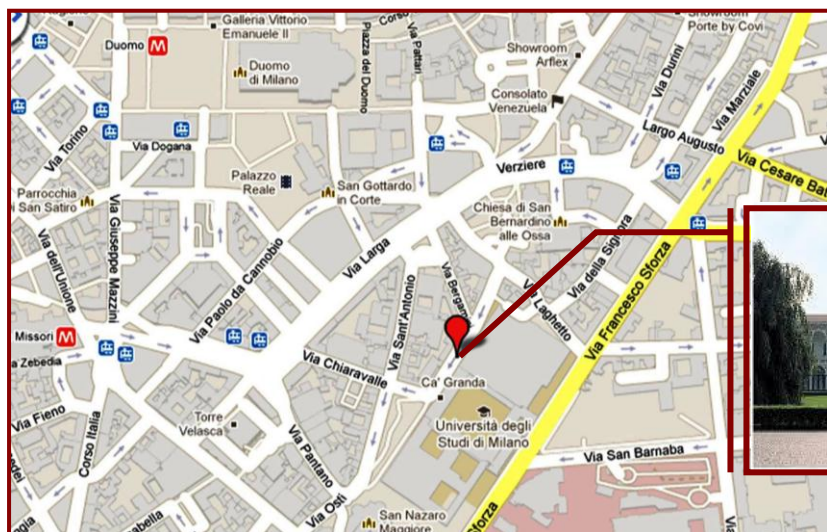 Galleria Vittorio
Emanuele II
Corso
Via Pattari
Showroom
Porte by Covi
Duomo
M
Duomo
di Milano
Piazza del Duomo
Showroom
Arflex
Via Durini
Via Marziale
Consolato
Venezuela
Via Torino
Via Dogana
Largo Augusto
Verziere
Via Cesare Ba
Palazzo
Reale
San Gottardo
in Corte
Parrocchia
San Satiro
Via Giuseppe Mazzini
Chiesa di San
Bernardino
alle Ossa
Via della Signora
Via dell'Unione
Via Larga
Via Paolo da Cannobio
Via Sant'Antonio
Via Bergam
Via Laghetto
Via Francesco Sforza
Missori
M
Zebedia
Via Chiaravalle
Ca' Granda
Via Fieno
Corso Italia
Torre
Velasca
Università degli
Studi di Milano
Via Pantano
Via San Barnaba
Via Osti
San Nazaro
Maggiore
Sforza